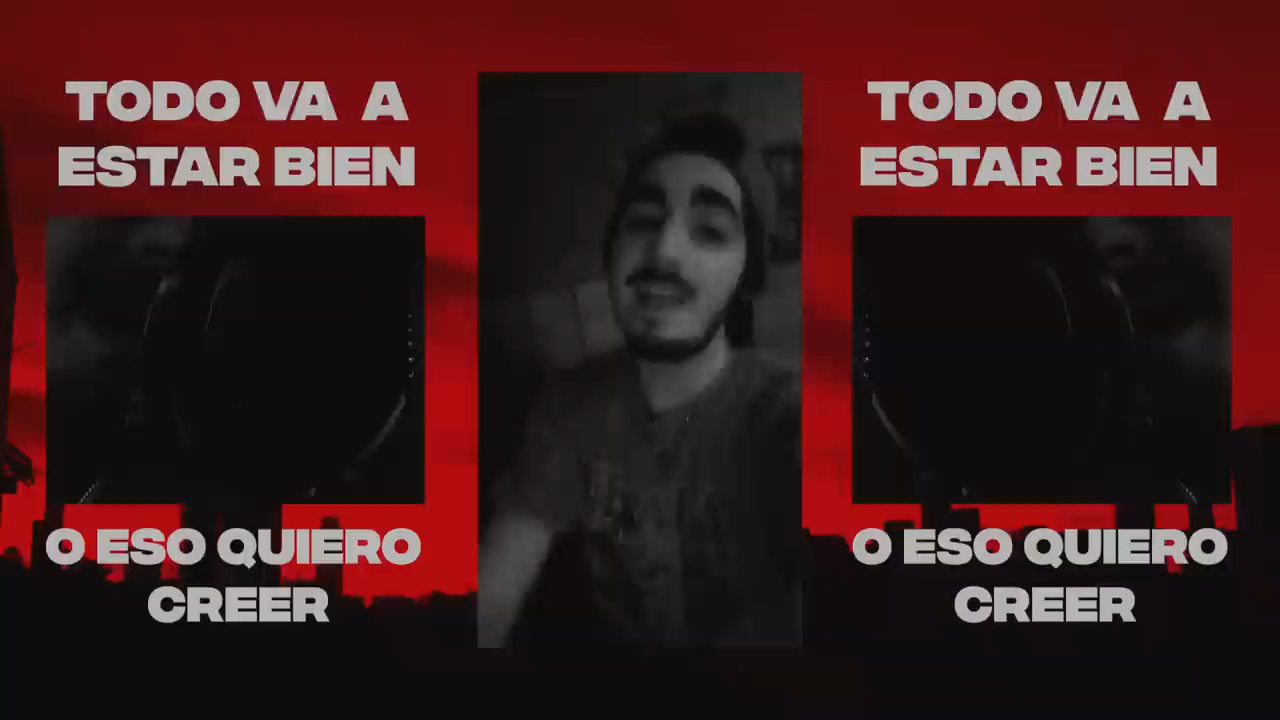 TODO VA A
ESTAR BIEN
O ESO QUIERO
CREER
TODO VA A
ESTAR BIEN
O ESO QUIERO
CREER